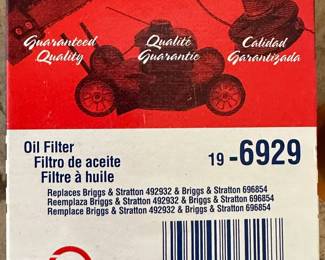 Guaranteed Quality
Qualité Guarantie
Calidad Garantizada
Oil Filter
Filtro de aceite
Filtre à huile
19-6929
Replaces Briggs & Stratton 492932 & Briggs & Stratton 696854
Reemplaza Briggs & Stratton 492932 & Briggs & Stratton 696854
Remplace Briggs & Stratton 492932 & Briggs & Stratton 696854